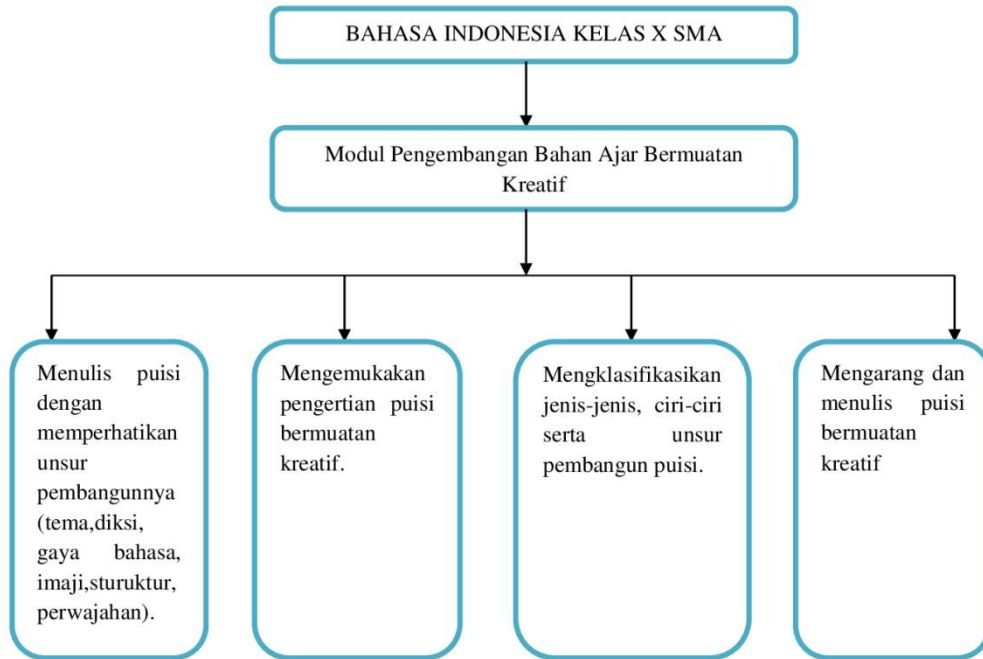 BAHASA INDONESIA KELAS X SMA
Modul Pengembangan Bahan Ajar Bermuatan
Kreatif
Menulis puisi
dengan
memperhatikan
unsur
pembangunnya
(tema,diksi,
gaya bahasa,
imaji,sturuktur,
perwajahan).
Mengemukakan
pengertian puisi
bermuatan
kreatif.
Mengklasifikasikan
jenis-jenis, ciri-ciri
serta unsur
pembangun puisi.
Mengarang dan
menulis puisi
bermuatan
kreatif